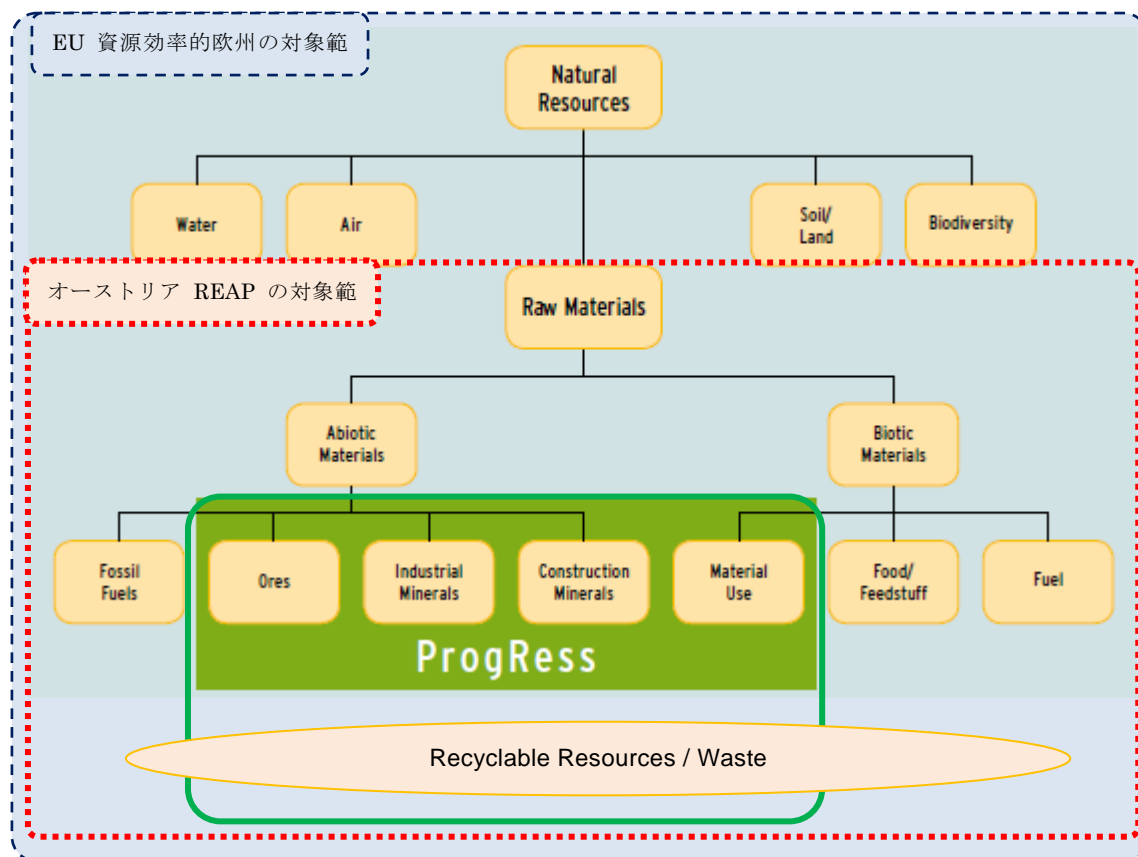 EU 資源効率的欧州の対象範
Natural
Resources
Water
Air
Soil/
Land
Biodiversity
オーストリア REAP の対象範
Raw Materials
Abiotic
Materials
Biotic
Materials
Fossil
Fuels
Ores
Industrial
Minerals
Construction
Minerals
Material
Use
Food/
Feedstuff
Fuel
ProgRess
Recyclable Resources / Waste